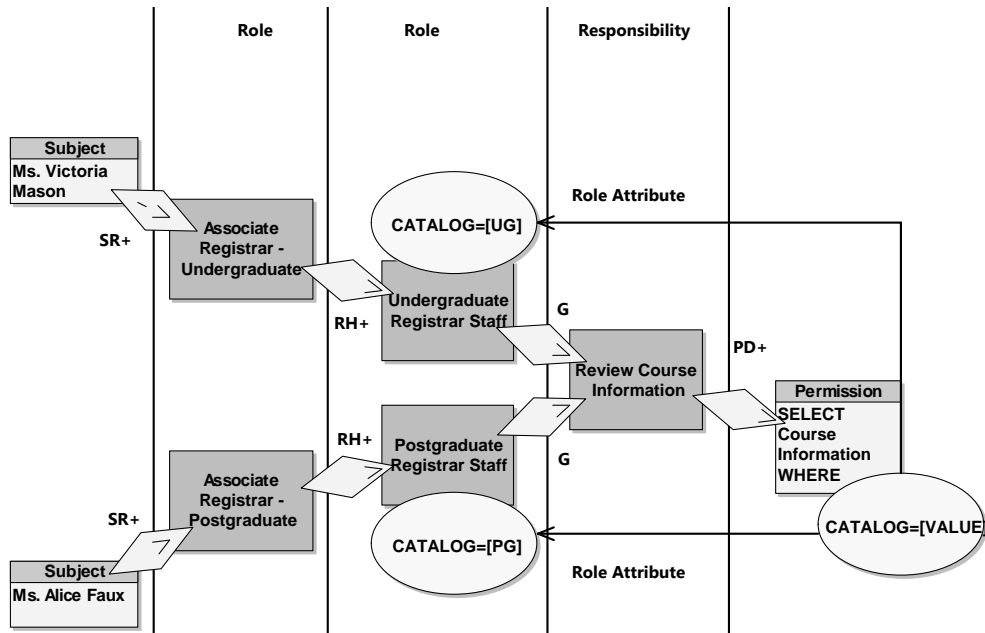 Role
Role
Responsibility
Subject
Ms. Victoria
Mason
SR+
Associate
Registrar -
Undergraduate
RH+
CATALOG=[UG]
Undergraduate
Registrar Staff
Role Attribute
G
Review Course
Information
PD+
Permission
SELECT
Course
Information
WHERE
CATALOG=[VALUE]
Postgraduate
Registrar Staff
RH+
G
CATALOG=[PG]
Role Attribute
Associate
Registrar -
Postgraduate
SR+
Subject
Ms. Alice Faux